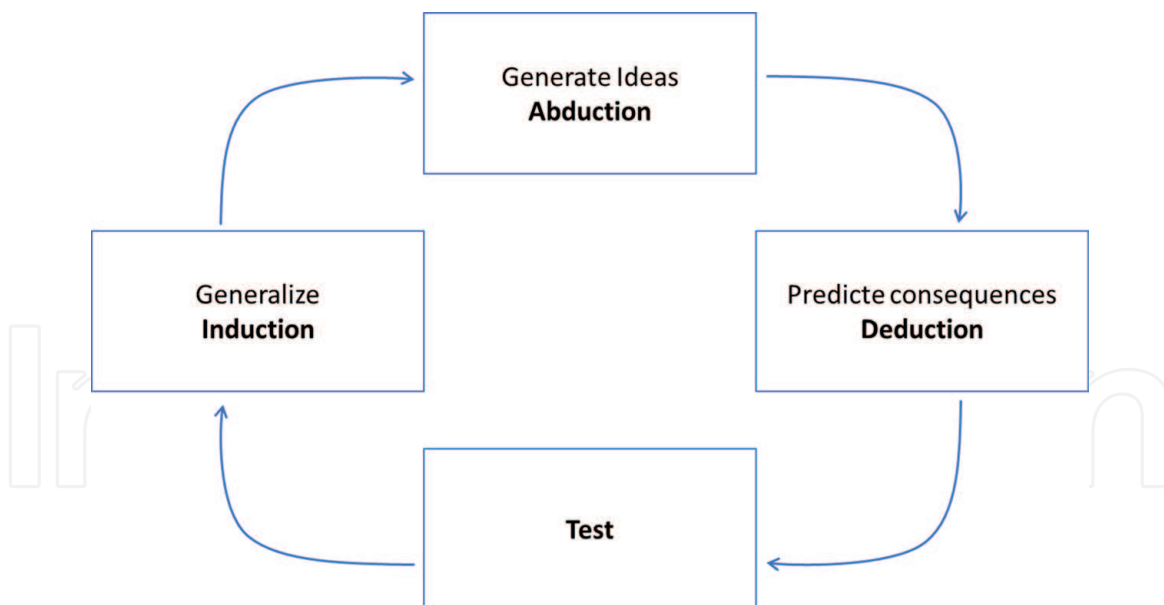 Generate Ideas
Abduction
Predicte consequences
Deduction
Test
Generalize
Induction